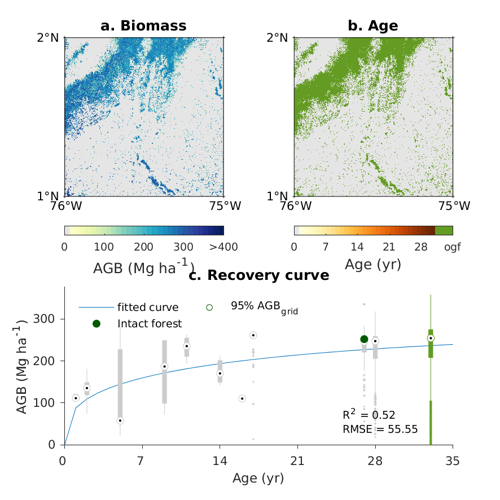 a. Biomass
b. Age
2°N
2°N
1°N
1°N
76°W
75°W
76°W
75°W
0 100 200 300 >400
0 7 14 21 28 ogf
AGB (Mg ha⁻¹)
Age (yr)
c. Recovery curve
fitted curve
95% AGB_grid
Intact forest
300
200
100
0
AGB (Mg ha⁻¹)
R² = 0.52
RMSE = 55.55
0 7 14 21 28 35
Age (yr)